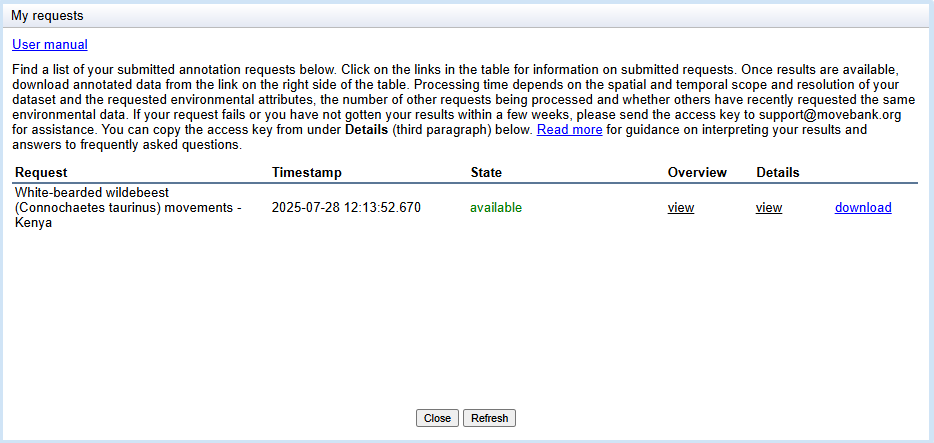 My requests
User manual
Find a list of your submitted annotation requests below. Click on the links in the table for information on submitted requests. Once results are available,
download annotated data from the link on the right side of the table. Processing time depends on the spatial and temporal scope and resolution of your
dataset and the requested environmental attributes, the number of other requests being processed and whether others have recently requested the same
environmental data. If your request fails or you have not gotten your results within a few weeks, please send the access key to support@movebank.org
for assistance. You can copy the access key from under Details (third paragraph) below. Read more for guidance on interpreting your results and
answers to frequently asked questions.
Request Timestamp State Overview Details
White-bearded wildebeest
(Connochaetes taurinus) movements - 2025-07-28 12:13:52.670 available view view download
Kenya
Close Refresh